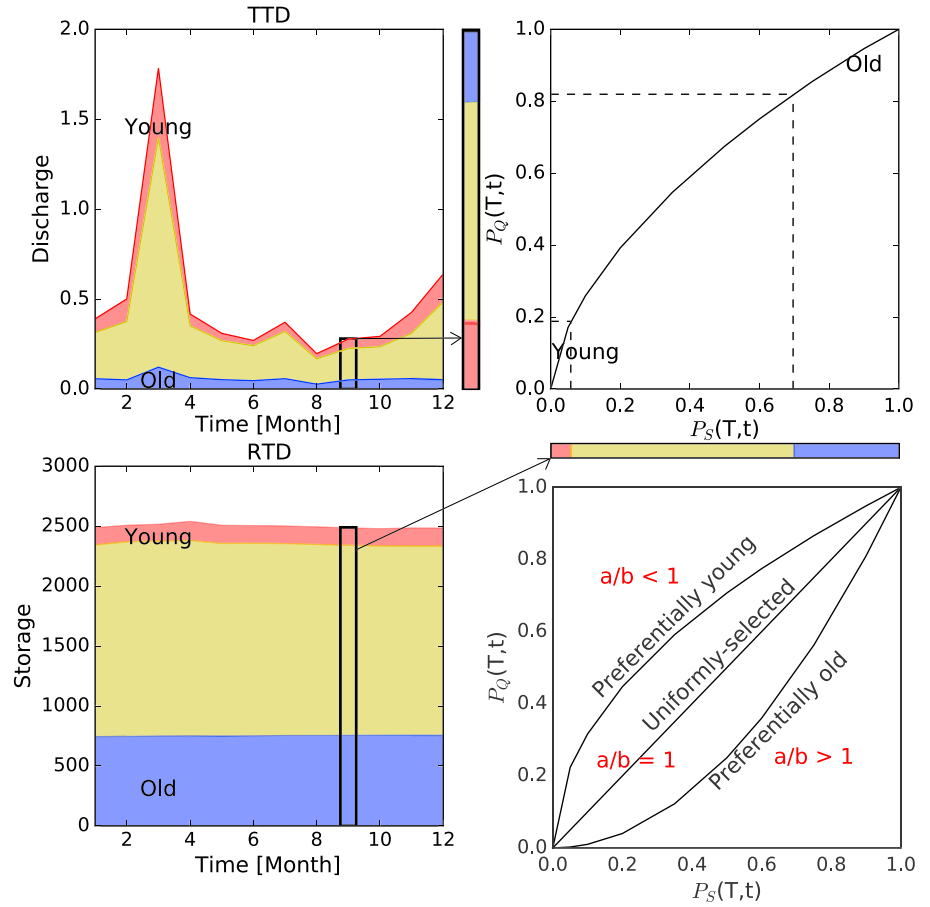 TTD
2.0
1.5
1.0
0.5
0.0
Discharge
Young
Old
2 4 6 8 10 12
Time [Month]
1.0
0.8
0.6
0.4
0.2
0.0
P_Q(T,t)
Old
Young
0.0 0.2 0.4 0.6 0.8 1.0
P_S(T,t)
RTD
3000
2500
2000
1500
1000
500
0
Storage
Young
Old
2 4 6 8 10 12
Time [Month]
1.0
0.8
0.6
0.4
0.2
0.0
P_Q(T,t)
a/b < 1
Preferentially young
Uniformly-selected
a/b = 1
Preferentially old
a/b > 1
0.0 0.2 0.4 0.6 0.8 1.0
P_S(T,t)